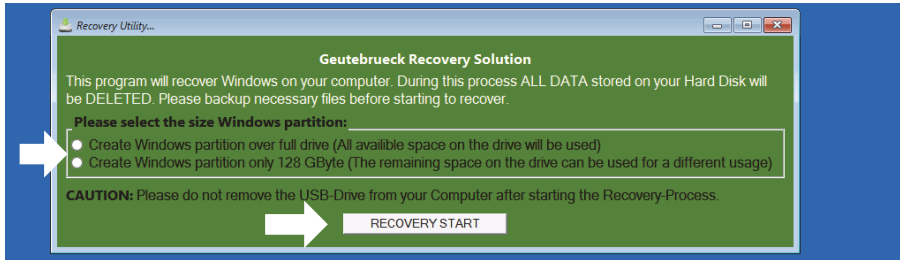 Recovery Utility...
Geutebrueck Recovery Solution
This program will recover Windows on your computer. During this process ALL DATA stored on your Hard Disk will
be DELETED. Please backup necessary files before starting to recover.
Please select the size Windows partition:
Create Windows partition over full drive (All availible space on the drive will be used)
Create Windows partition only 128 GByte (The remaining space on the drive can be used for a different usage)
CAUTION: Please do not remove the USB-Drive from your Computer after starting the Recovery-Process.
RECOVERY START